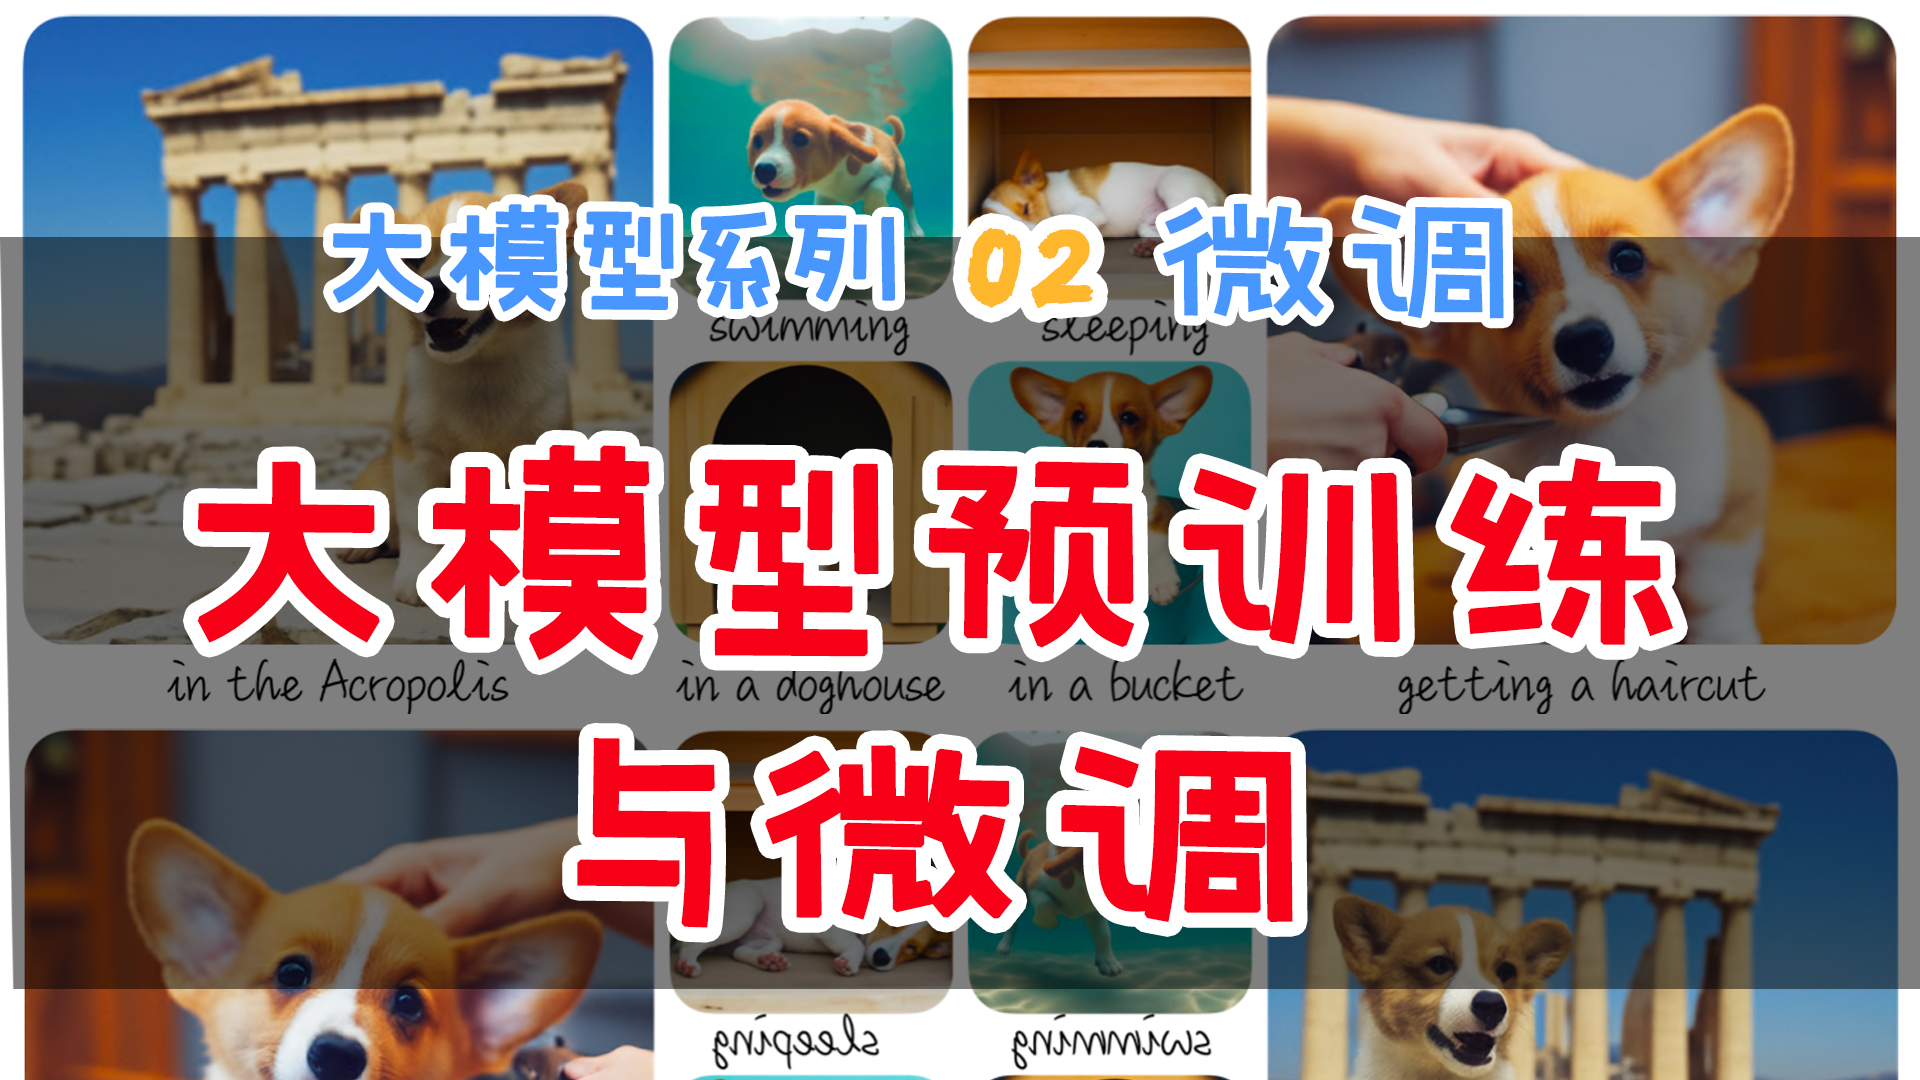 大模型系列 02 微调
swimming
sleeping
大模型预训练
in the Acropolis
in a doghouse
in a bucket
getting a haircut
与微调
sleeping
swimming